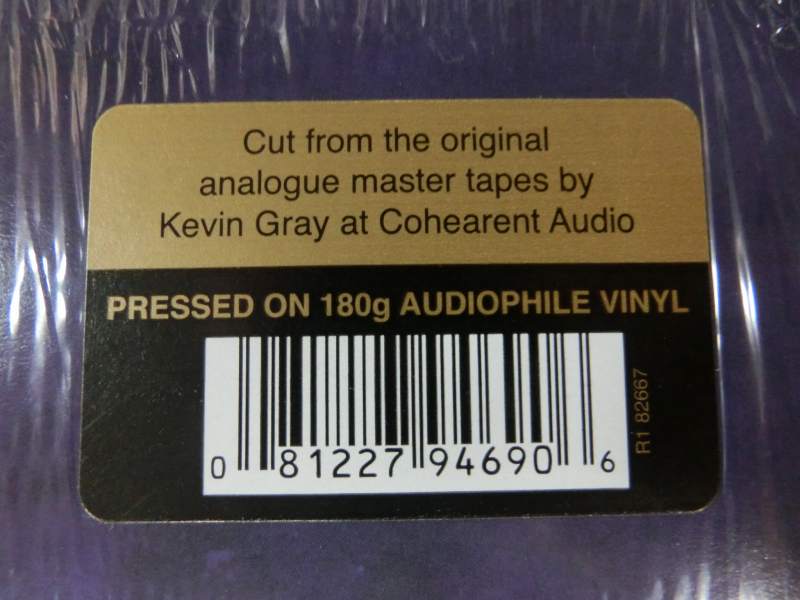 Cut from the original
analogue master tapes by
Kevin Gray at Cohearent Audio
PRESSED ON 180g AUDIOPHILE VINYL
0 81227 94690 6
R1 82667